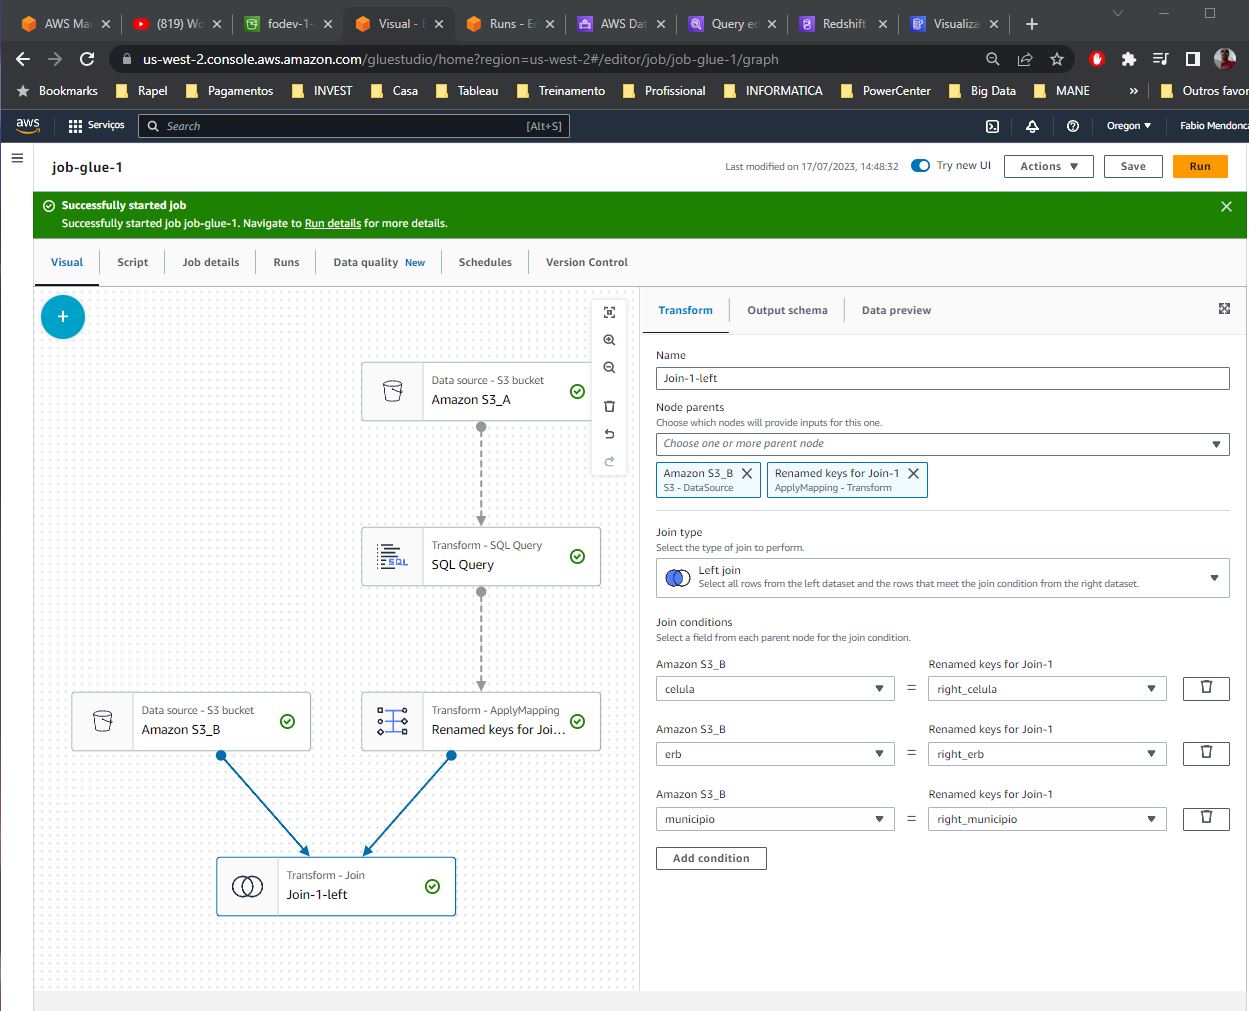 AWS Ma
(819) Wo
fodev-1-
Visual - E
Runs - Ed
AWS Dat
Query ed
Redshift
Visualiza
us-west-2.console.aws.amazon.com/gluestudio/home?region=us-west-2#/editor/job/job-glue-1/graph
Bookmarks
Rapel
Pagamentos
INVEST
Casa
Tableau
Treinamento
Profissional
INFORMATICA
PowerCenter
Big Data
MANE
»
Outros favor
aws
Serviços
Search
[Alt+S]
Oregon
Fabio Mendonca
job-glue-1
Last modified on 17/07/2023, 14:48:32
Try new UI
Actions
Save
Run
Successfully started job
Successfully started job job-glue-1. Navigate to Run details for more details.
Visual
Script
Job details
Runs
Data quality New
Schedules
Version Control
Transform
Output schema
Data preview
Name
Join-1-left
Node parents
Choose which nodes will provide inputs for this one.
Choose one or more parent node
Amazon S3_B
S3 - DataSource
Renamed keys for Join-1
ApplyMapping - Transform
Join type
Select the type of join to perform.
Left join
Select all rows from the left dataset and the rows that meet the join condition from the right dataset.
Join conditions
Select a field from each parent node for the join condition.
Amazon S3_B
Renamed keys for Join-1
celula
=
right_celula
Amazon S3_B
Renamed keys for Join-1
erb
=
right_erb
Amazon S3_B
Renamed keys for Join-1
municipio
=
right_municipio
Add condition
Data source - S3 bucket
Amazon S3_A
Transform - SQL Query
SQL
SQL Query
Data source - S3 bucket
Amazon S3_B
Transform - ApplyMapping
Renamed keys for Joi...
Transform - Join
Join-1-left